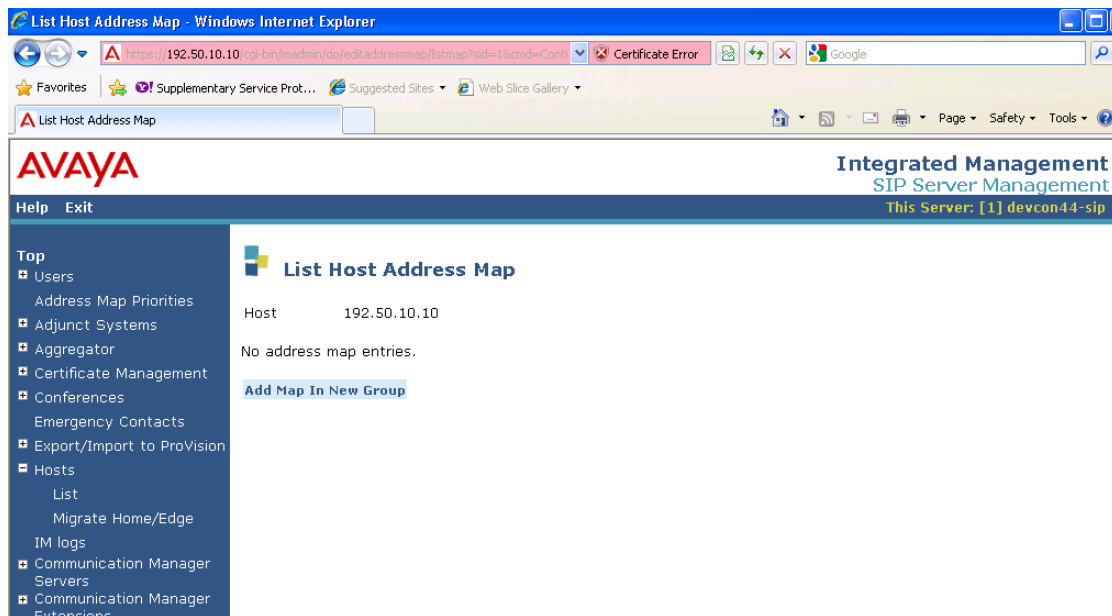 List Host Address Map - Windows Internet Explorer
https://192.50.10.10/cgi-bin/madmin/do/editaddressmap/listmap?sid=1&cmd=Conti
Certificate Error
Google
Favorites
Supplementary Service Prot...
Suggested Sites
Web Slice Gallery
List Host Address Map
Page
Safety
Tools
AVAYA
Integrated Management
SIP Server Management
Help Exit
This Server: [1] devcon44-sip
Top
Users
Address Map Priorities
Adjunct Systems
Aggregator
Certificate Management
Conferences
Emergency Contacts
Export/Import to ProVision
Hosts
List
Migrate Home/Edge
IM logs
Communication Manager
Servers
Communication Manager
Extensions
List Host Address Map
Host 192.50.10.10
No address map entries.
Add Map In New Group